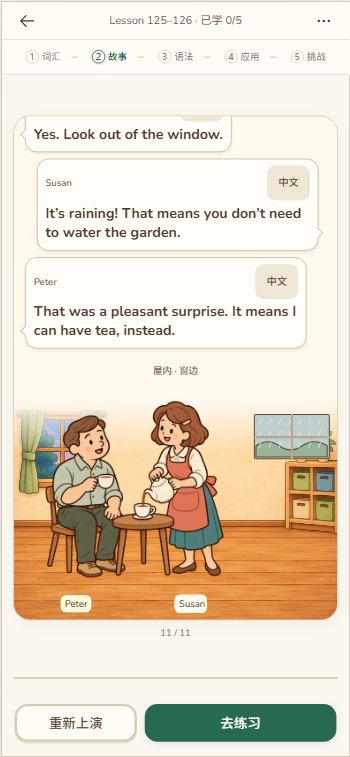 Lesson 125–126 · 已学 0/5
1 词汇 – 2 故事 – 3 语法 – 4 应用 – 5 挑战
Yes. Look out of the window.
Susan
中文
It’s raining! That means you don’t need
to water the garden.
Peter
中文
That was a pleasant surprise. It means I
can have tea, instead.
屋内 · 窗边
Peter
Susan
11 / 11
重新上演
去练习